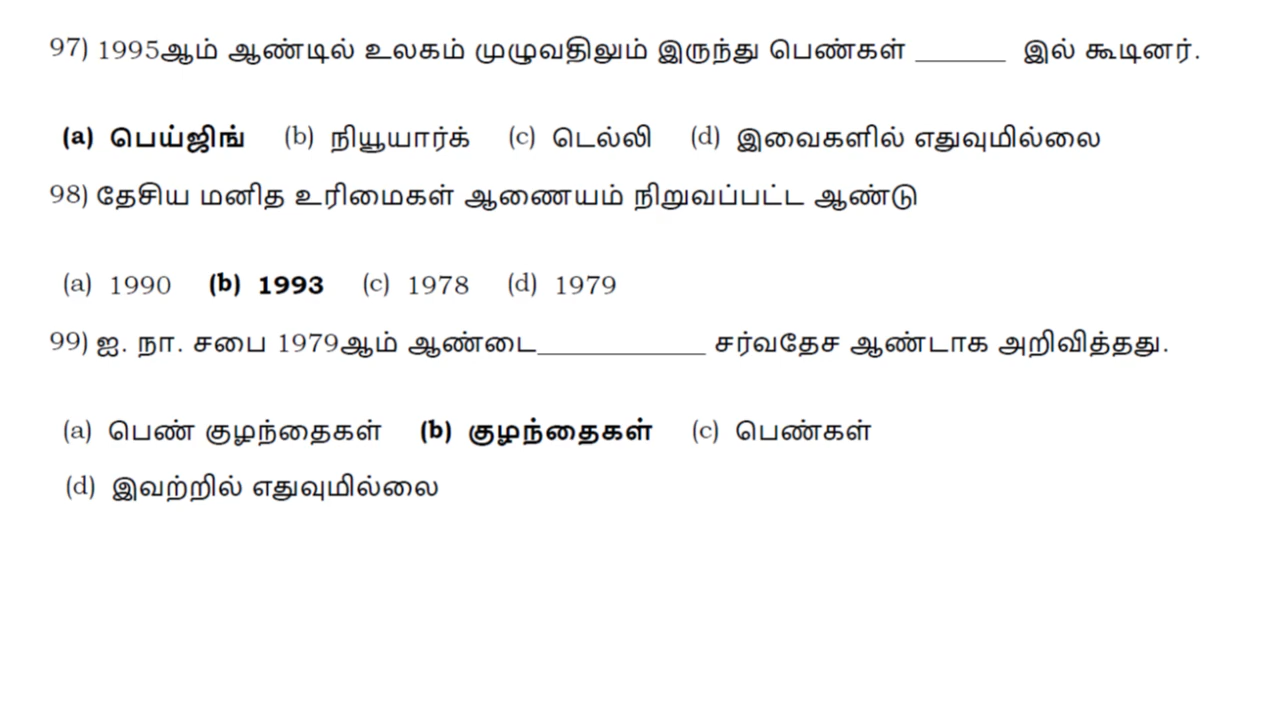 97) 1995ஆம் ஆண்டில் உலகம் முழுவதிலும் இருந்து பெண்கள் ______ இல் கூடினர்.
(a) பெய்ஜிங் (b) நியூயார்க் (c) டெல்லி (d) இவைகளில் எதுவுமில்லை
98) தேசிய மனித உரிமைகள் ஆணையம் நிறுவப்பட்ட ஆண்டு
(a) 1990 (b) 1993 (c) 1978 (d) 1979
99) ஐ. நா. சபை 1979ஆம் ஆண்டை____________ சர்வதேச ஆண்டாக அறிவித்தது.
(a) பெண் குழந்தைகள் (b) குழந்தைகள் (c) பெண்கள்
(d) இவற்றில் எதுவுமில்லை